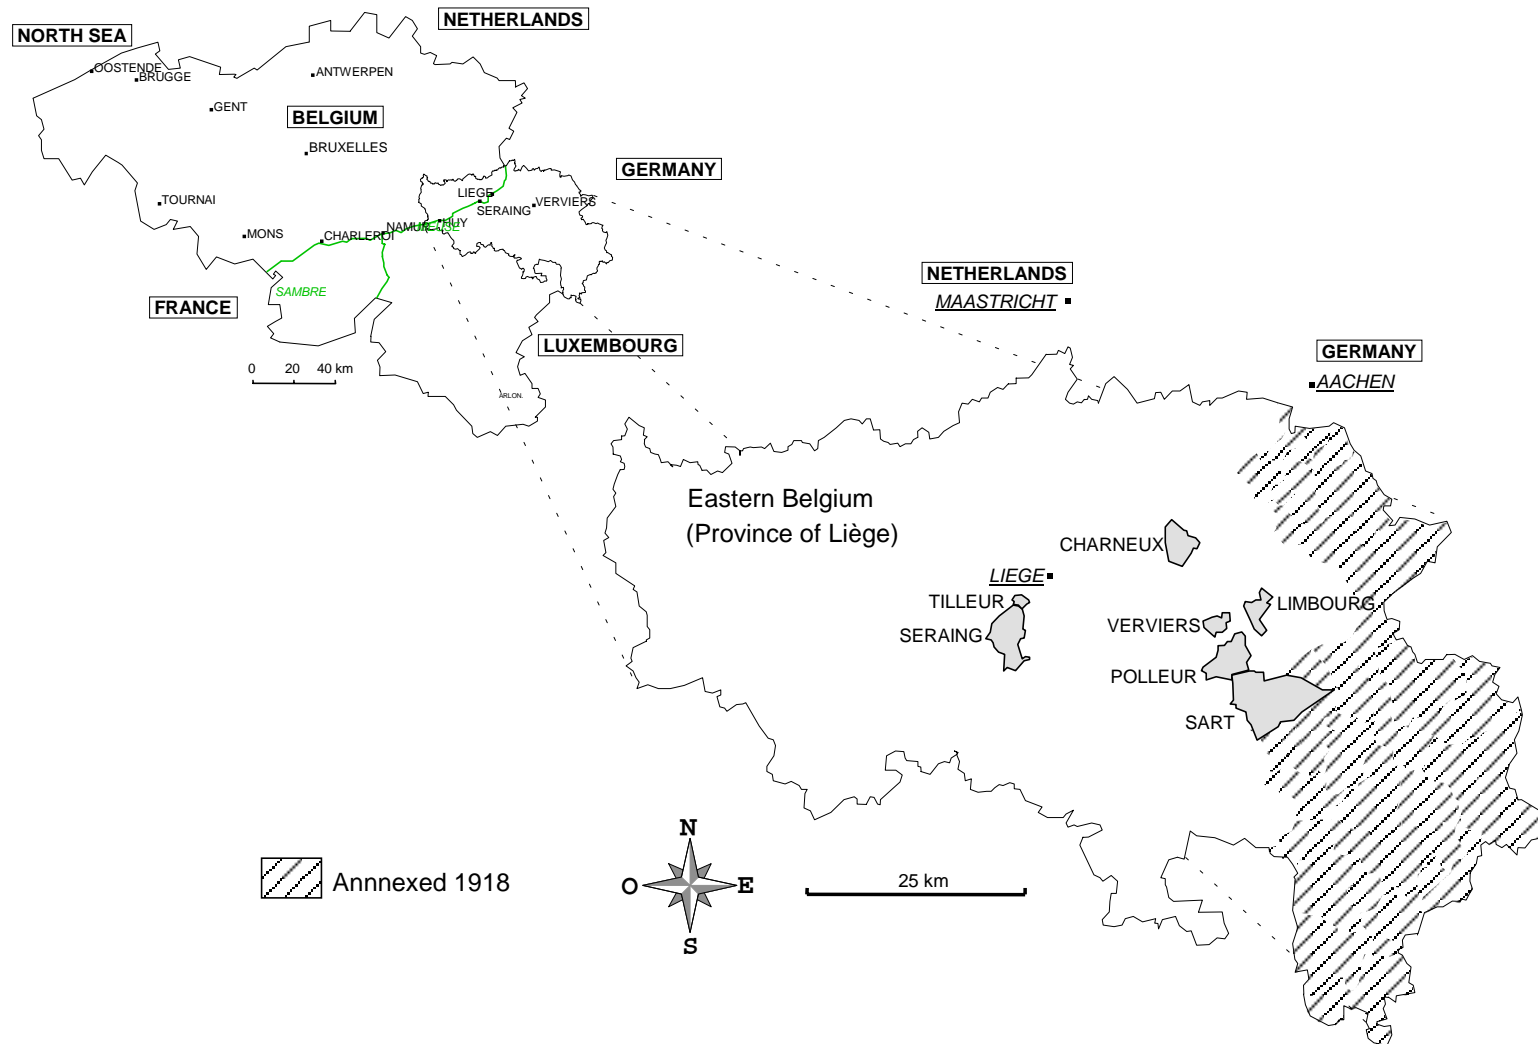 NETHERLANDS
NORTH SEA
OOSTENDE
BRUGGE
ANTWERPEN
GENT
BELGIUM
BRUXELLES
GERMANY
LIEGE
SERAING
VERVIERS
TOURNAI
MONS
CHARLEROI
NAMUR
MEUSE
HUY
SAMBRE
FRANCE
LUXEMBOURG
0 20 40 km
ARLON.
NETHERLANDS
MAASTRICHT
GERMANY
AACHEN
Eastern Belgium
(Province of Liège)
CHARNEUX
LIEGE
TILLEUR
SERAING
LIMBOURG
VERVIERS
POLLEUR
SART
Annnexed 1918
N
O
E
S
25 km